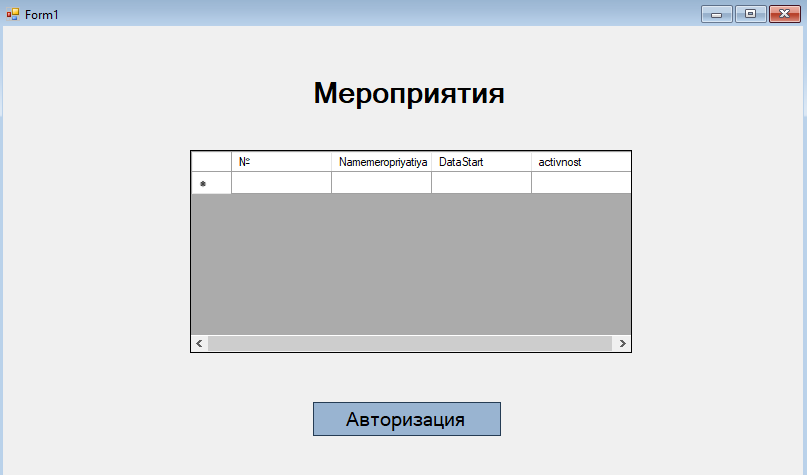 Form1
Мероприятия
№ Namemeropriyatiya DataStart activnost
Авторизация